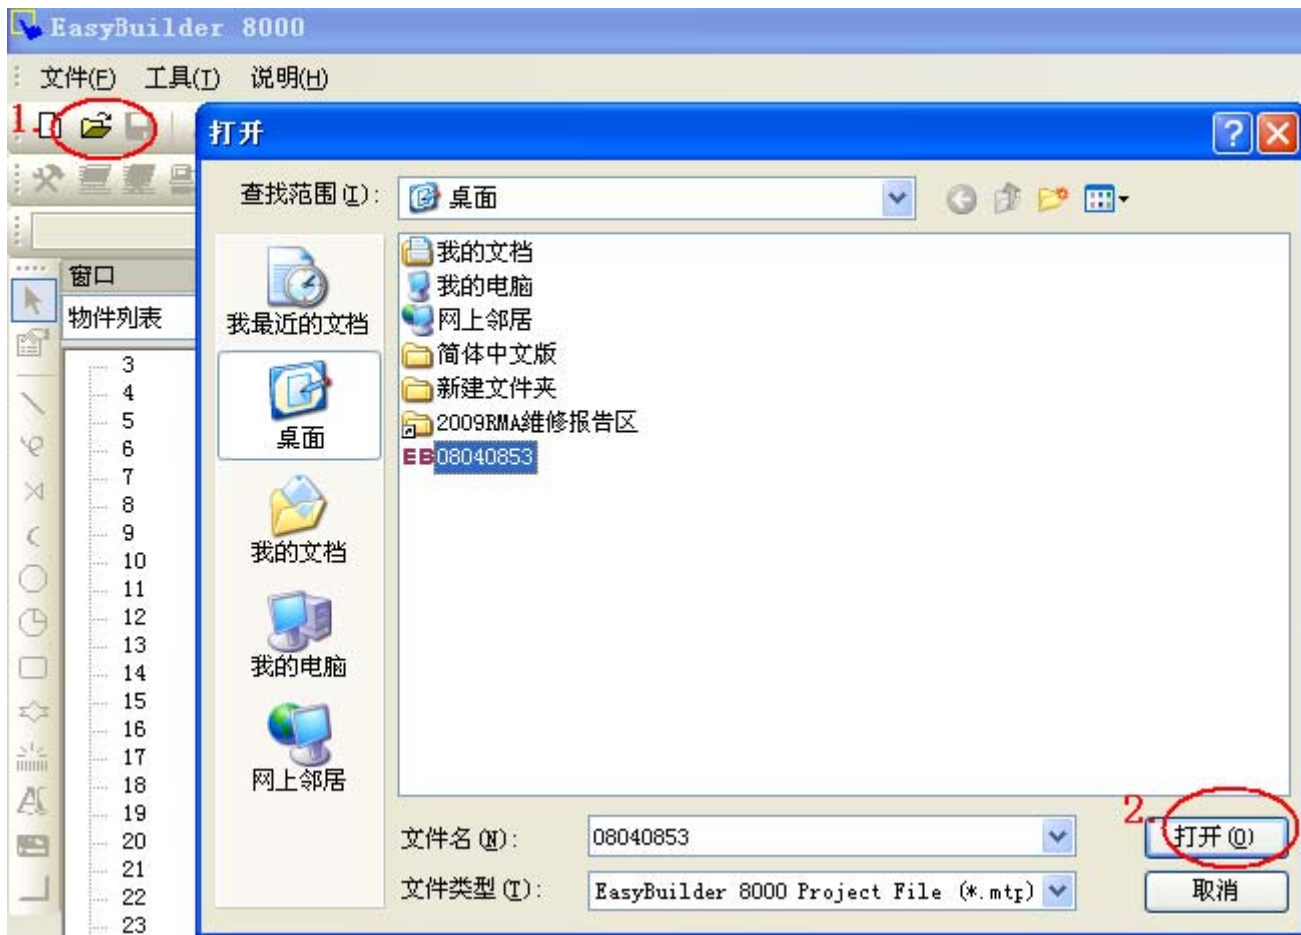 EasyBuilder 8000
文件(F) 工具(T) 说明(H)
1.
打开
查找范围(I): 桌面
窗口
物件列表
3
4
5
6
7
8
9
10
11
12
13
14
15
16
17
18
19
20
21
22
23
我最近的文档
桌面
我的文档
我的电脑
网上邻居
我的文档
我的电脑
网上邻居
简体中文版
新建文件夹
2009RMA维修报告区
EB08040853
文件名(N): 08040853
2.
打开(O)
文件类型(T): EasyBuilder 8000 Project File (*.mtp)
取消